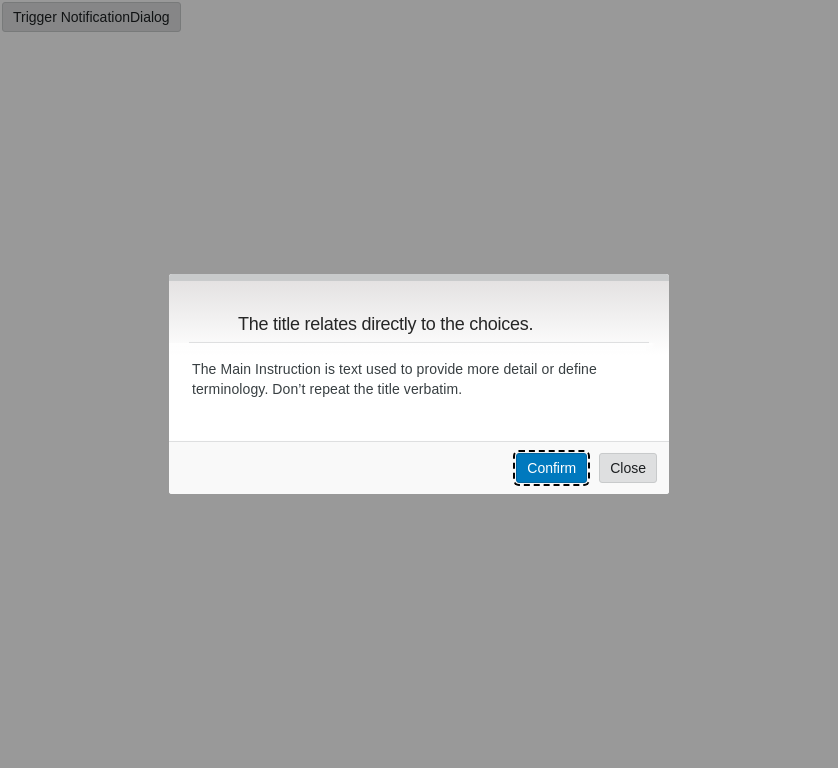 Trigger NotificationDialog
The title relates directly to the choices.
The Main Instruction is text used to provide more detail or define
terminology. Don’t repeat the title verbatim.
Confirm
Close